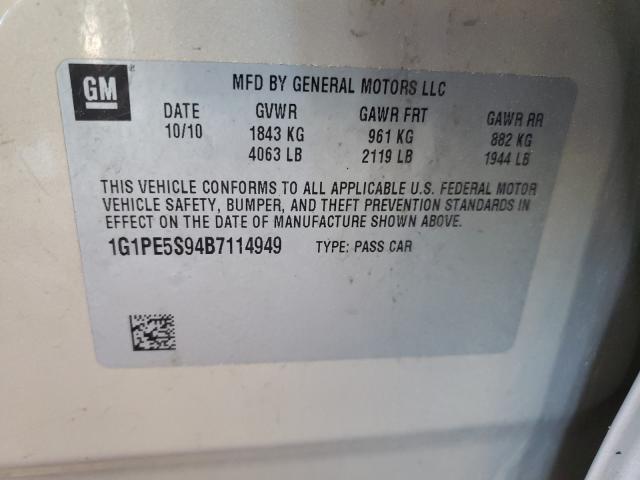 GM
MFD BY GENERAL MOTORS LLC
DATE GVWR GAWR FRT GAWR RR
10/10 1843 KG 961 KG 882 KG
4063 LB 2119 LB 1944 LB
THIS VEHICLE CONFORMS TO ALL APPLICABLE U.S. FEDERAL MOTOR
VEHICLE SAFETY, BUMPER, AND THEFT PREVENTION STANDARDS IN
EFFECT ON THE DATE OF MANUFACTURE SHOWN ABOVE.
1G1PE5S94B7114949 TYPE: PASS CAR